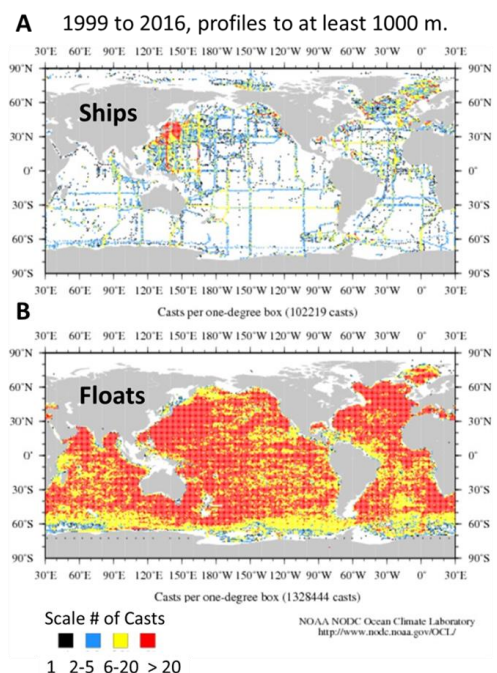 A 1999 to 2016, profiles to at least 1000 m.
30°E 60°E 90°E 120°E 150°E 180°W 150°W 120°W 90°W 60°W 30°W 0° 30°E
90°N 90°N
60°N 60°N
Ships
30°N 30°N
0° 0°
30°S 30°S
60°S 60°S
90°S 90°S
30°E 60°E 90°E 120°E 150°E 180°W 150°W 120°W 90°W 60°W 30°W 0° 30°E
Casts per one-degree box (102219 casts)
B
30°E 60°E 90°E 120°E 150°E 180°W 150°W 120°W 90°W 60°W 30°W 0° 30°E
90°N 90°N
60°N 60°N
Floats
30°N 30°N
0° 0°
30°S 30°S
60°S 60°S
90°S 90°S
30°E 60°E 90°E 120°E 150°E 180°W 150°W 120°W 90°W 60°W 30°W 0° 30°E
Casts per one-degree box (1328444 casts)
Scale # of Casts
1 2-5 6-20 > 20
NOAA NODC Ocean Climate Laboratory
http://www.nodc.noaa.gov/OCL/